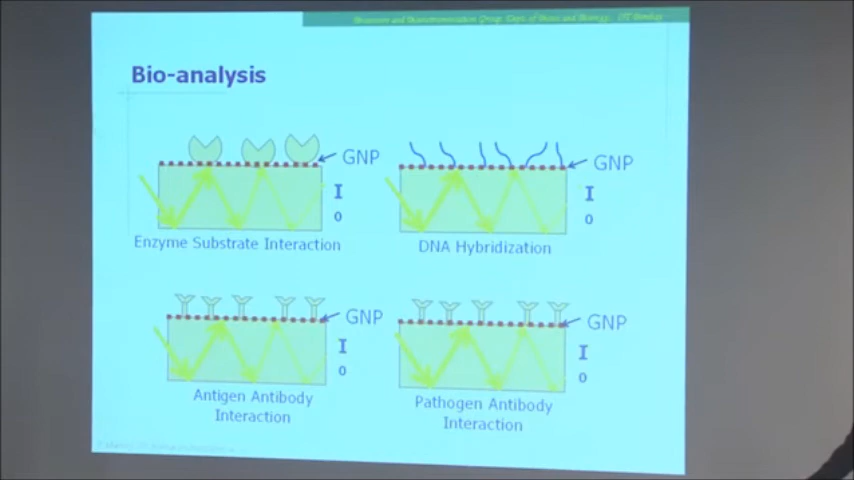 Bio-analysis
GNP
I
0
Enzyme Substrate Interaction
GNP
I
0
DNA Hybridization
GNP
I
0
Antigen Antibody
Interaction
GNP
I
0
Pathogen Antibody
Interaction